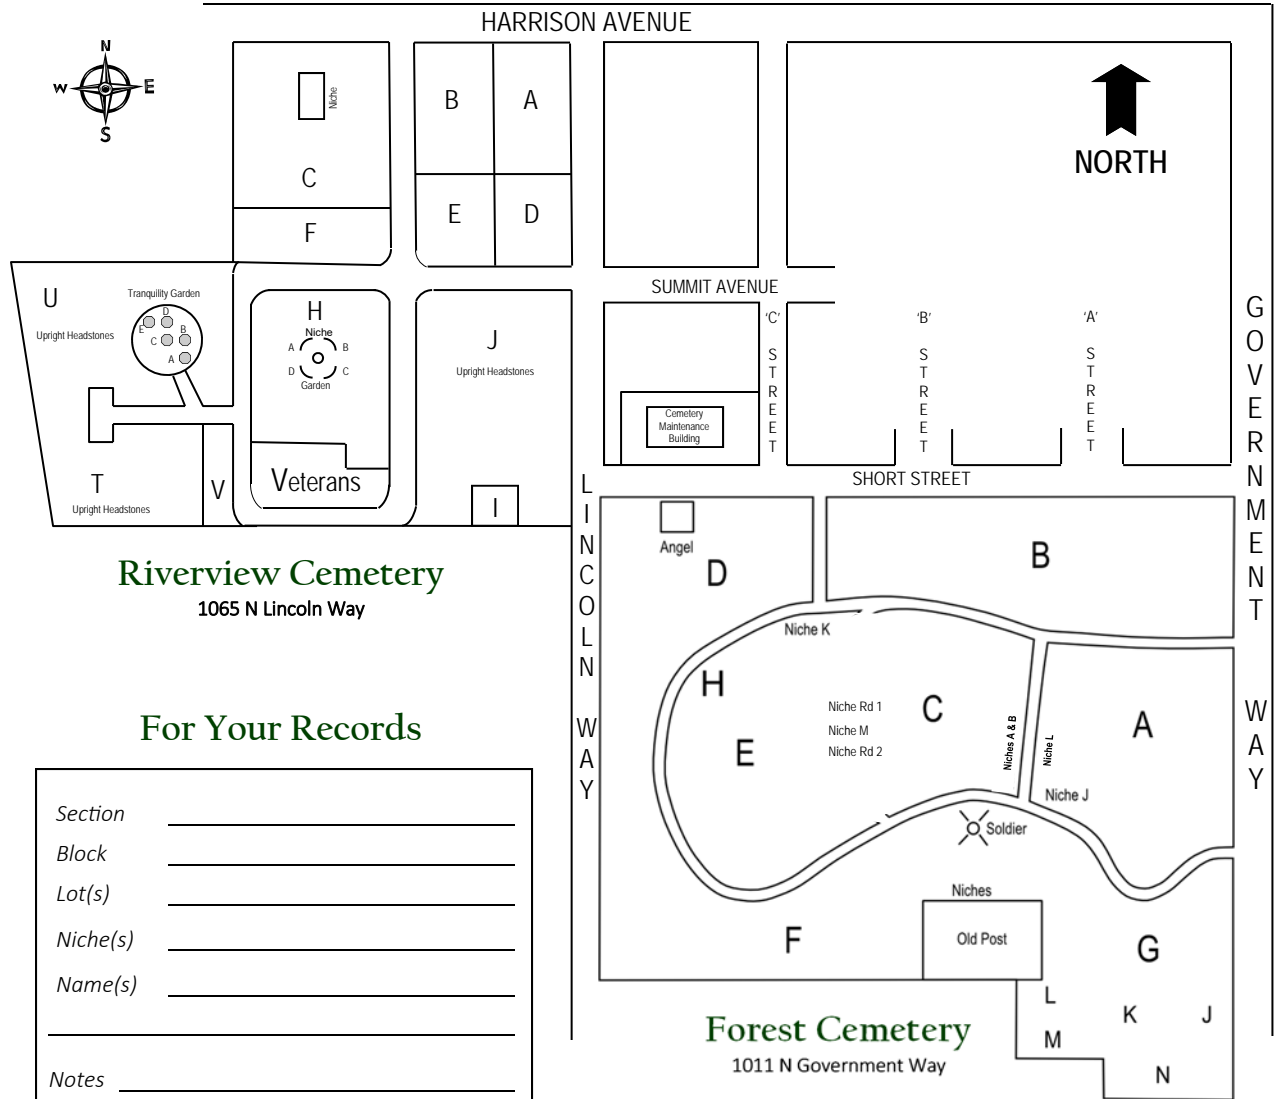 HARRISON AVENUE
N
W
E
S
Niche
B
A
NORTH
C
E
D
F
SUMMIT AVENUE
U
Upright Headstones
Tranquility Garden
D
E
B
C
A
H
Niche
A
B
D
C
Garden
J
Upright Headstones
'C' STREET
'B' STREET
'A' STREET
GOVERNMENT WAY
Cemetery
Maintenance
Building
SHORT STREET
T
Upright Headstones
V
Veterans
I
LINCOLN WAY
Riverview Cemetery
1065 N Lincoln Way
Angel
D
B
Niche K
H
C
Niche Rd 1
Niche M
Niche Rd 2
E
Niches A & B
Niche L
A
Niche J
Soldier
Niches
Old Post
F
G
L
K
J
M
N
Forest Cemetery
1011 N Government Way
For Your Records
Section
Block
Lot(s)
Niche(s)
Name(s)
Notes